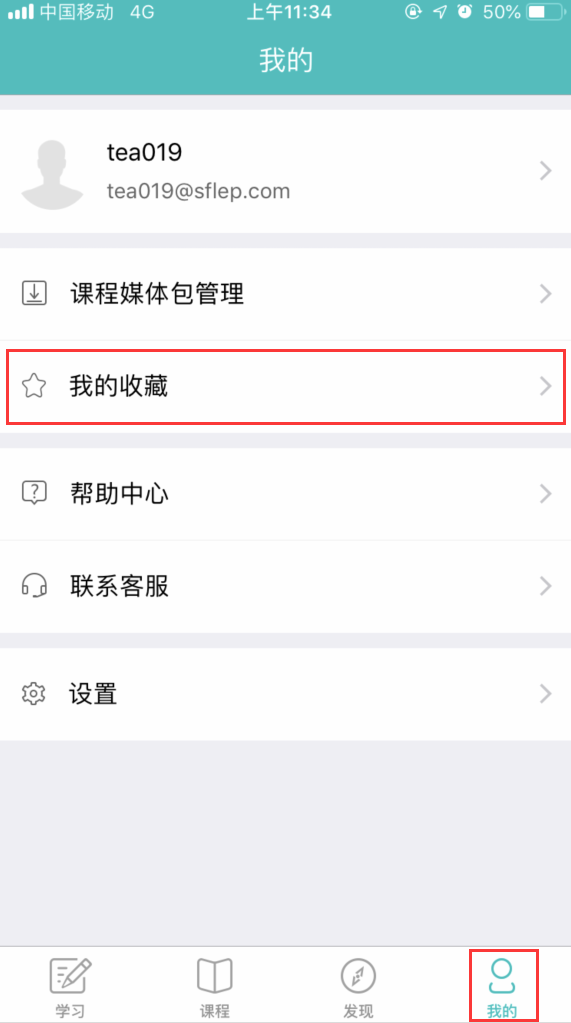 中国移动 4G 上午11:34 50%
我的
tea019
tea019@sflep.com
课程媒体包管理
我的收藏
帮助中心
联系客服
设置
学习 课程 发现 我的